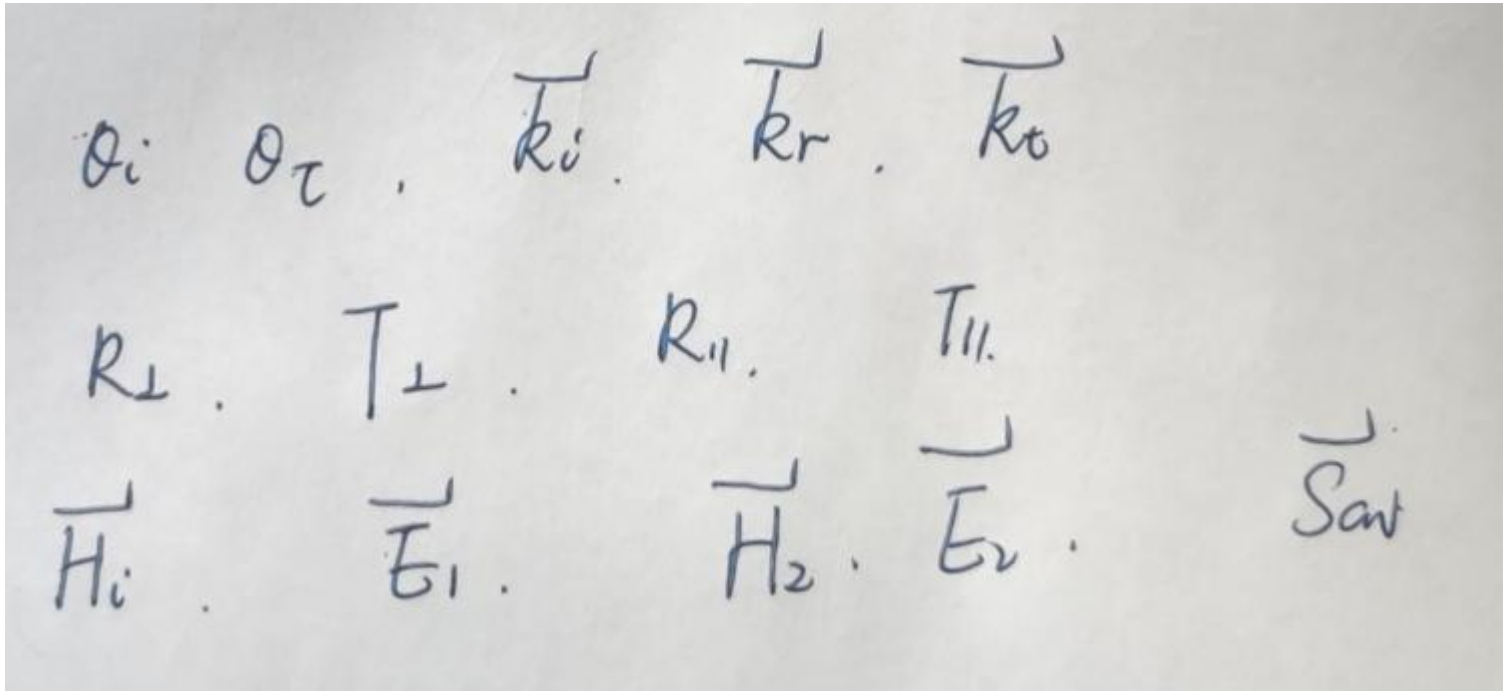 θi θτ . k⃗i . k⃗r . k⃗t
R⊥ . T⊥ . R∥ . T∥.
H⃗i . E⃗1 . H⃗2 . E⃗2 . S⃗av